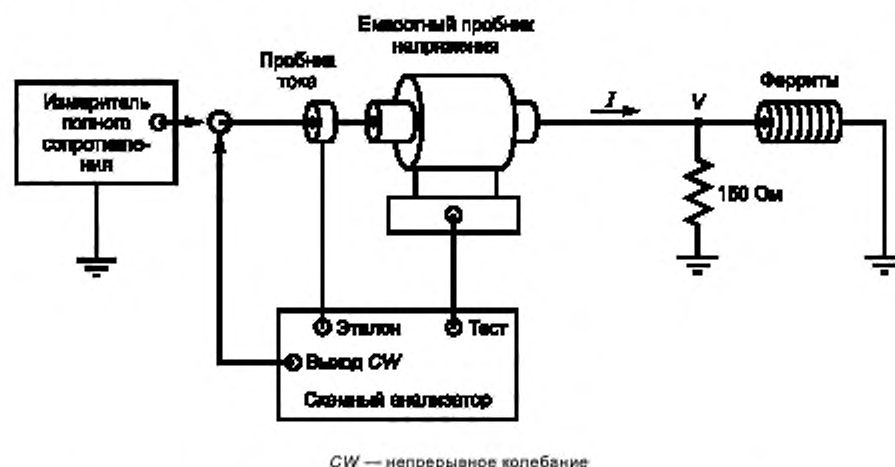 Емкостный пробник
напряжения
Пробник
тока
Ферриты
Измеритель
полного
сопротивле-
ния
I
V
150 Ом
Эталон
Тест
Выход CW
Схемный анализатор
CW — непрерывное колебание